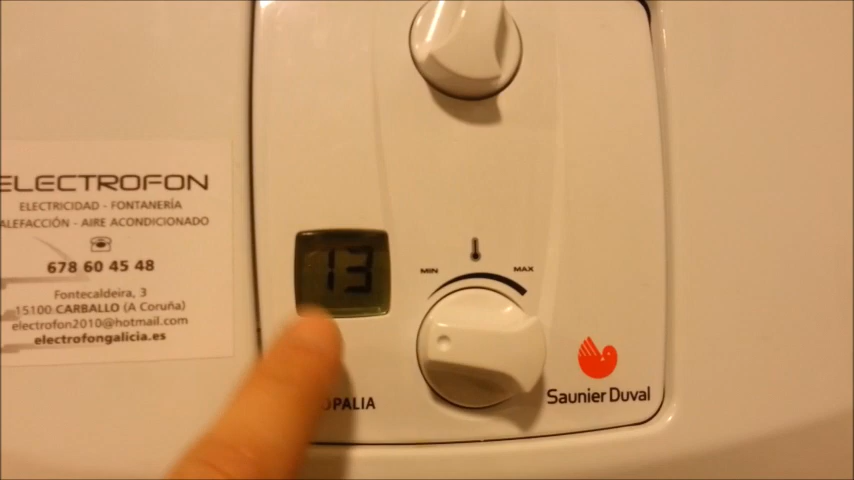 ELECTROFON
ELECTRICIDAD - FONTANERÍA
ALEFACCIÓN - AIRE ACONDICIONADO
678 60 45 48
Fontecaldeira, 3
15100 CARBALLO (A Coruña)
electrofon2010@hotmail.com
electrofongalicia.es
13
MIN
MAX
OPALIA
Saunier Duval